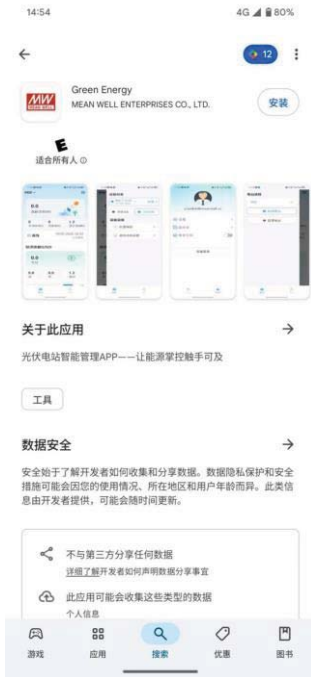 14:54
4G 80%
12
MW
MEAN WELL
Green Energy
MEAN WELL ENTERPRISES CO., LTD.
安装
E
适合所有人
关于此应用
光伏电站智能管理APP——让能源掌控触手可及
工具
数据安全
安全始于了解开发者如何收集和分享数据。数据隐私保护和安全
措施可能会因您的使用情况、所在地区和用户年龄而异。此类信
息由开发者提供，可能会随时间更新。
不与第三方分享任何数据
详细了解开发者如何声明数据分享事宜
此应用可能会收集这些类型的数据
个人信息
游戏
应用
搜索
优惠
图书